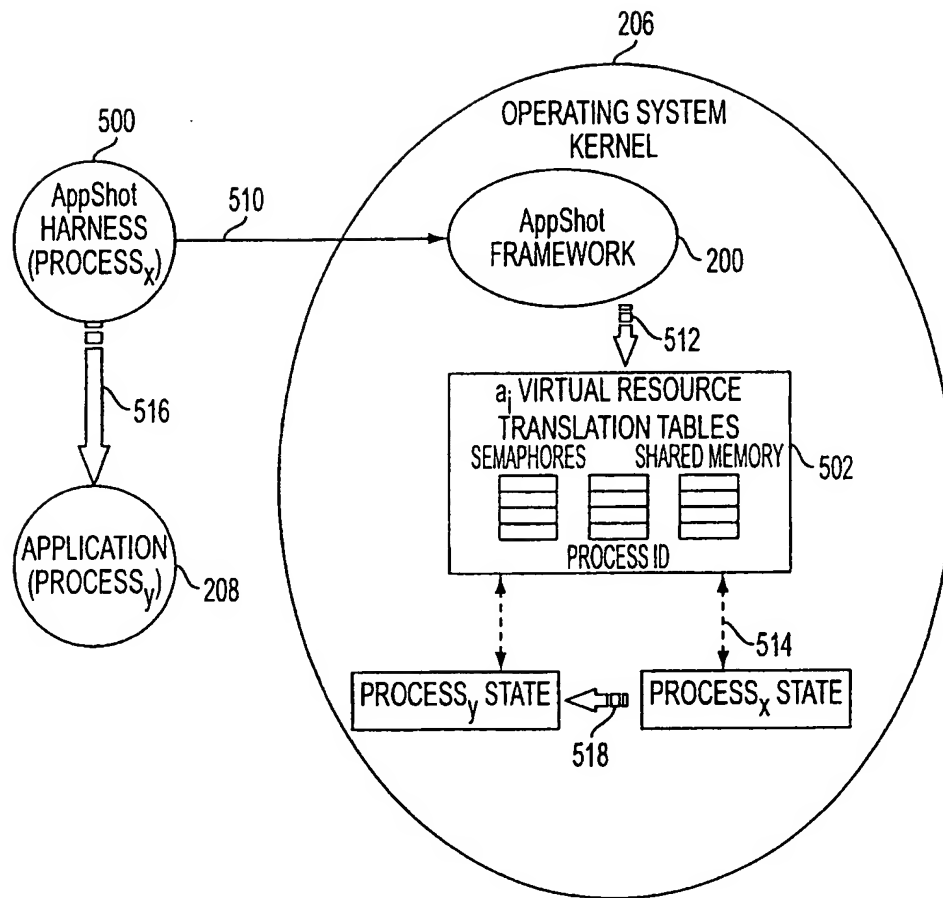 206
OPERATING SYSTEM
KERNEL
500
AppShot
HARNESS
(PROCESSx)
510
AppShot
FRAMEWORK
200
512
516
ai VIRTUAL RESOURCE
TRANSLATION TABLES
SEMAPHORES
SHARED MEMORY
502
PROCESS ID
APPLICATION
(PROCESSy)
208
514
PROCESSy STATE
PROCESSx STATE
518